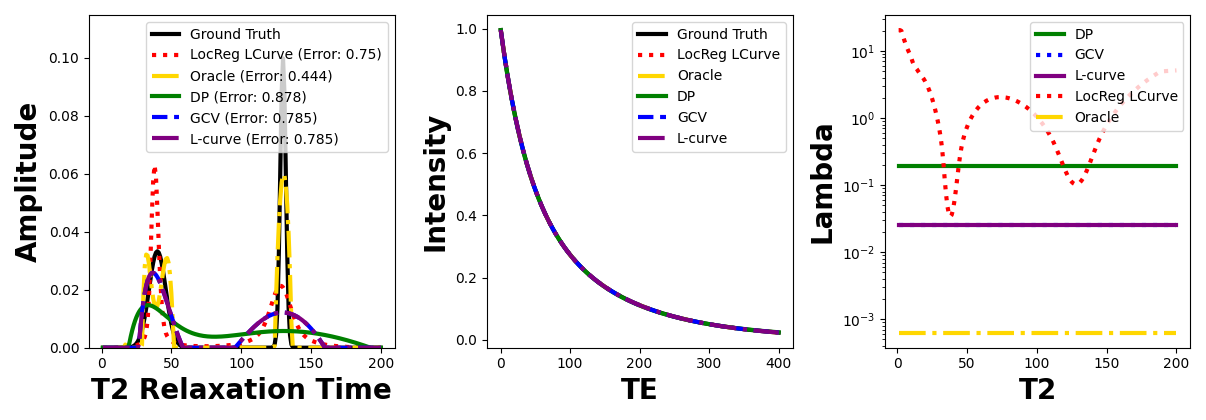 Amplitude
0.00
0.02
0.04
0.06
0.08
0.10
0
50
100
150
200
T2 Relaxation Time
Ground Truth
LocReg LCurve (Error: 0.75)
Oracle (Error: 0.444)
DP (Error: 0.878)
GCV (Error: 0.785)
L-curve (Error: 0.785)
Intensity
0.0
0.2
0.4
0.6
0.8
1.0
0
100
200
300
400
TE
Ground Truth
LocReg LCurve
Oracle
DP
GCV
L-curve
Lambda
10⁻³
10⁻²
10⁻¹
10⁰
10¹
0
50
100
150
200
T2
DP
GCV
L-curve
LocReg LCurve
Oracle